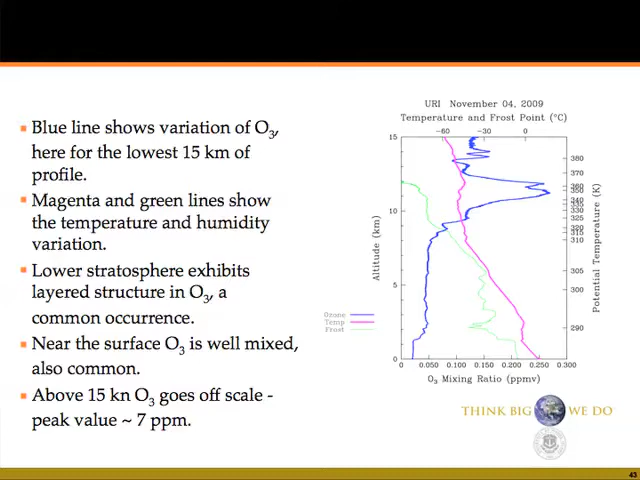 ▪ Blue line shows variation of O3,
here for the lowest 15 km of
profile.
▪ Magenta and green lines show
the temperature and humidity
variation.
▪ Lower stratosphere exhibits
layered structure in O3, a
common occurrence.
▪ Near the surface O3 is well mixed,
also common.
▪ Above 15 kn O3 goes off scale -
peak value ~ 7 ppm.
URI November 04, 2009
Temperature and Frost Point (°C)
−60 −30 0
15
10
5
0
Altitude (km)
380
370
360
350
340
335
330
325
320
315
310
305
300
290
Potential Temperature (K)
Ozone
Temp
Frost
0 0.050 0.100 0.150 0.200 0.250 0.300
O3 Mixing Ratio (ppmv)
THINK BIG WE DO
43